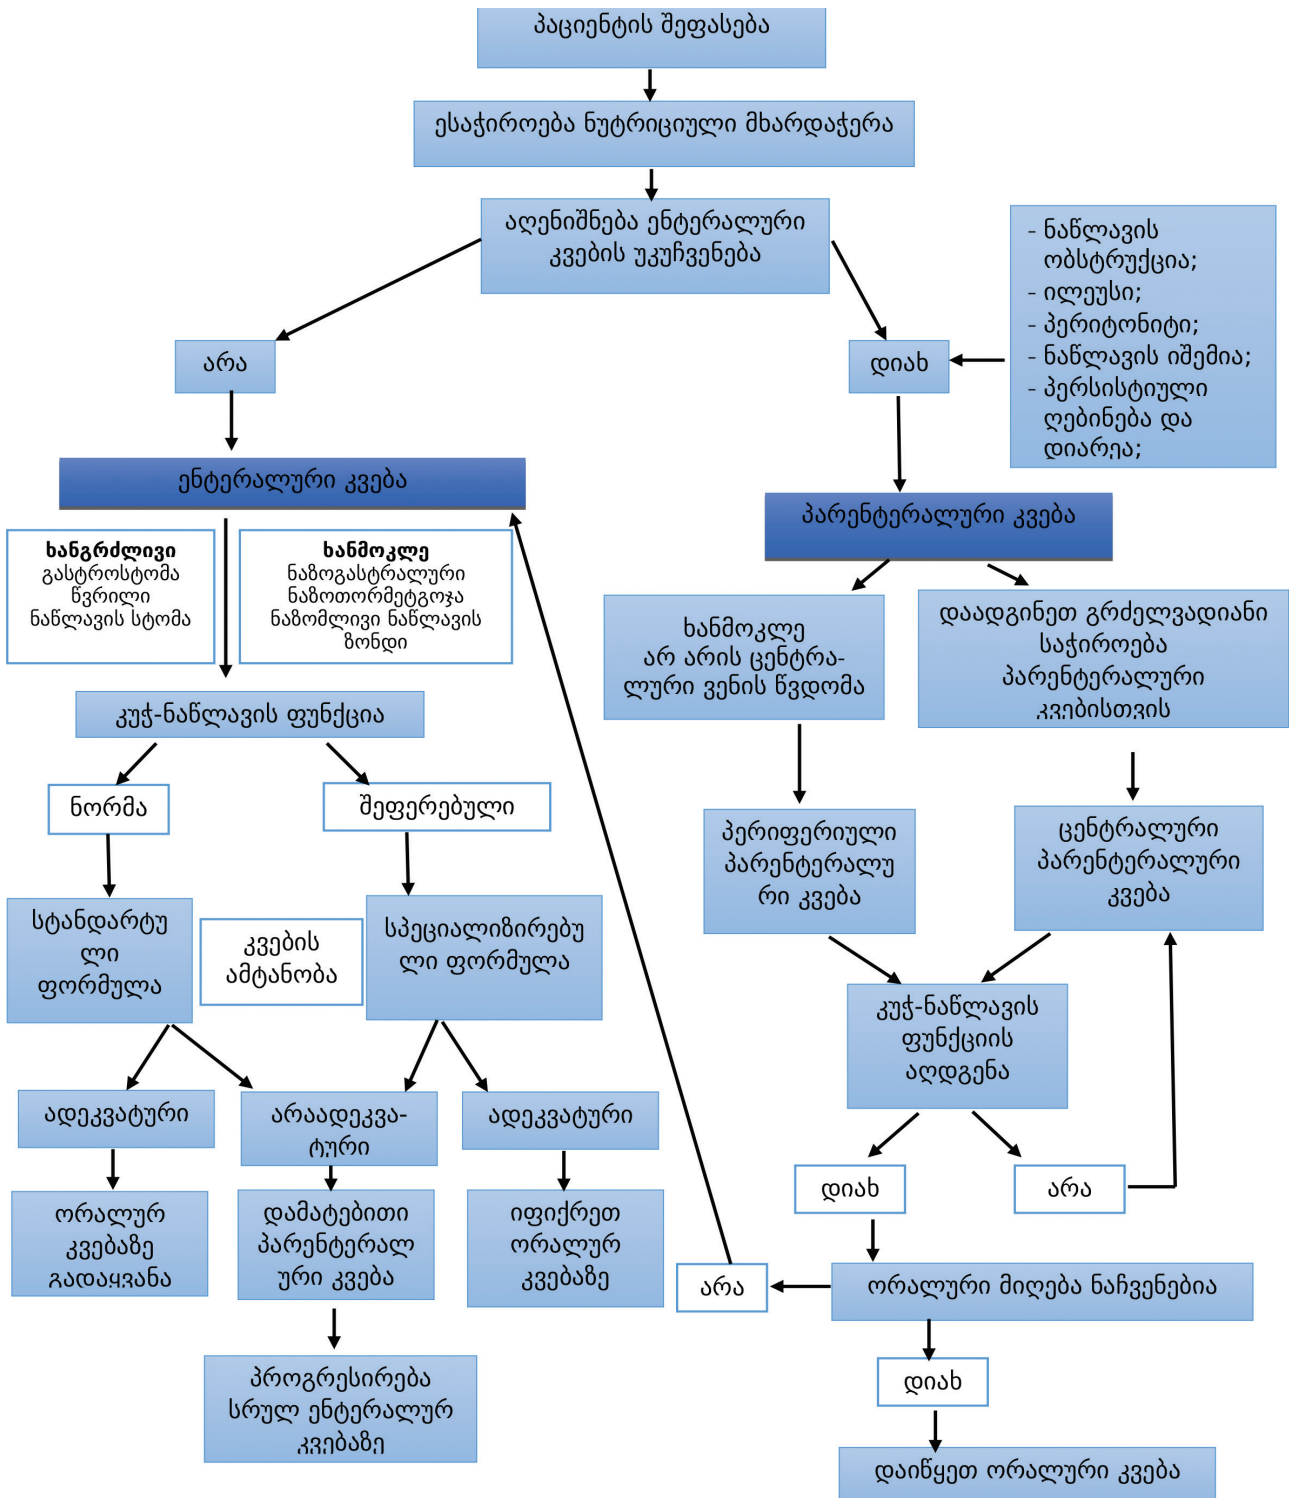 პაციენტის შეფასება
ესაჭიროება ნუტრიციული მხარდაჭერა
აღენიშნება ენტერალური
კვების უკუჩვენება
- ნაწლავის
ობსტრუქცია;
- ილეუსი;
- პერიტონიტი;
- ნაწლავის იშემია;
- პერსისტიული
ღებინება და
დიარეა;
არა
დიახ
ენტერალური კვება
პარენტერალური კვება
ხანგრძლივი
გასტროსტომა
წვრილი
ნაწლავის სტომა
ხანმოკლე
ნაზოგასტრალური
ნაზოთორმეტგოჯა
ნაზომლივი ნაწლავის
ზონდი
ხანმოკლე
არ არის ცენტრა-
ლური ვენის წვდომა
დაადგინეთ გრძელვადიანი
საჭიროება
პარენტერალური
კვებისთვის
კუჭ-ნაწლავის ფუნქცია
ნორმა
შეფერებული
პერიფერიული
პარენტერალუ
რი კვება
ცენტრალური
პარენტერალური
კვება
სტანდარტუ
ლი
ფორმულა
კვების
ამტანობა
სპეციალიზირებუ
ლი ფორმულა
კუჭ-ნაწლავის
ფუნქციის
აღდგენა
ადეკვატური
არაადეკვა-
ტური
ადეკვატური
დიახ
არა
ორალურ
კვებაზე
გადაყვანა
დამატებითი
პარენტერალ
ური კვება
იფიქრეთ
ორალურ
კვებაზე
არა
ორალური მიღება ნაჩვენებია
პროგრესირება
სრულ ენტერალურ
კვებაზე
დიახ
დაიწყეთ ორალური კვება